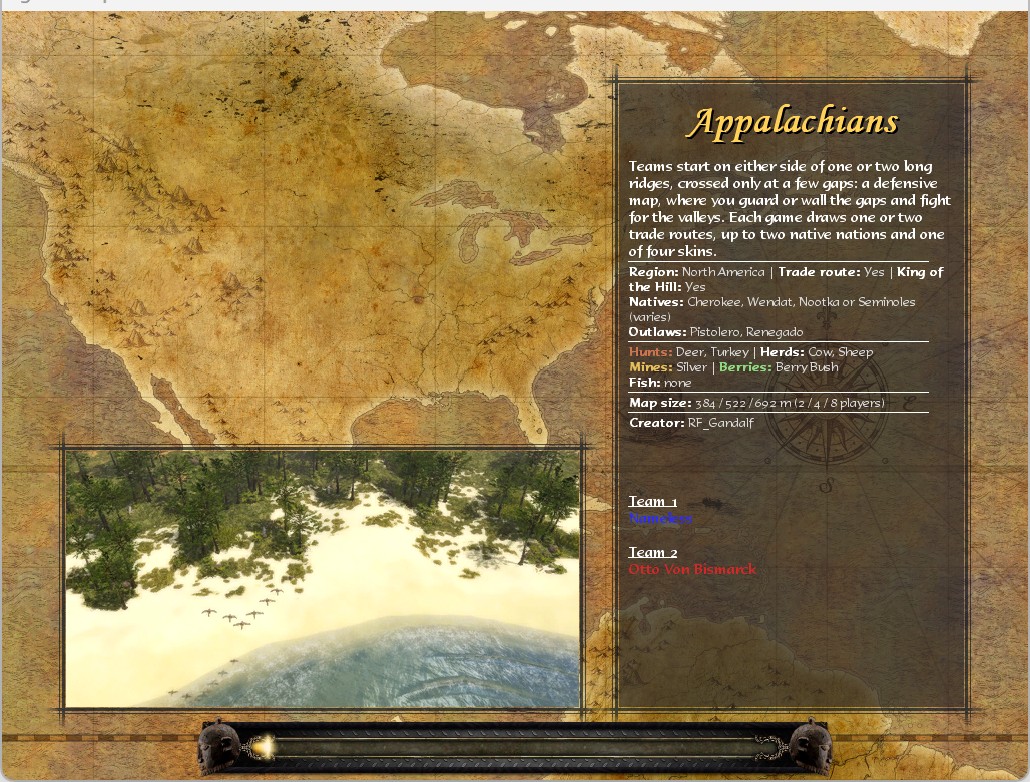 Appalachians
Teams start on either side of one or two long
ridges, crossed only at a few gaps: a defensive
map, where you guard or wall the gaps and fight
for the valleys. Each game draws one or two
trade routes, up to two native nations and one
of four skins.
Region: North America | Trade route: Yes | King of
the Hill: Yes
Natives: Cherokee, Wendat, Nootka or Seminoles
(varies)
Outlaws: Pistolero, Renegado
Hunts: Deer, Turkey | Herds: Cow, Sheep
Mines: Silver | Berries: Berry Bush
Fish: none
Map size: 384 / 522 / 692 m (2 / 4 / 8 players)
Creator: RF_Gandalf
Team 1
Nameless
Team 2
Otto Von Bismarck